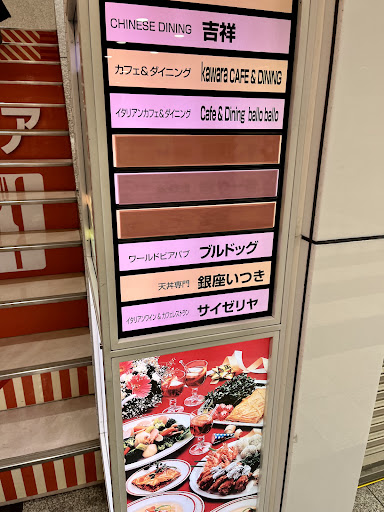 CHINESE DINING 吉祥
カフェ&ダイニング kawara CAFE & DINING
イタリアンカフェ&ダイニング Cafe & Dining ballo ballo
ワールドビアパブ ブルドッグ
天丼専門 銀座いつき
イタリアンワイン&カフェレストラン サイゼリヤ
ア